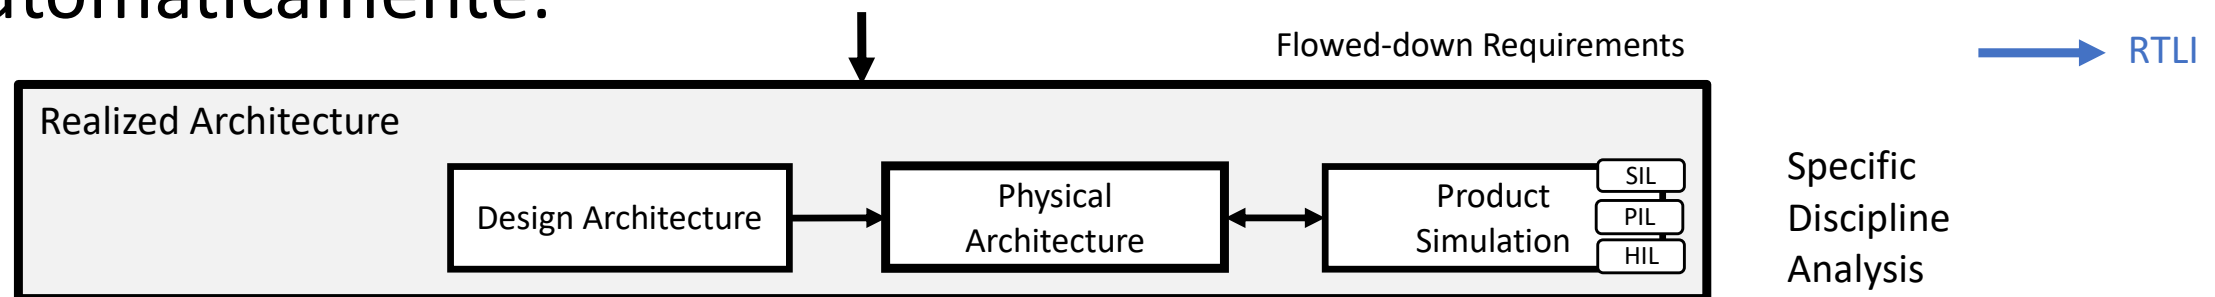 Flowed-down Requirements
RTLI
Realized Architecture
Design Architecture
Physical
Architecture
Product
Simulation
SIL
PIL
HIL
Specific
Discipline
Analysis